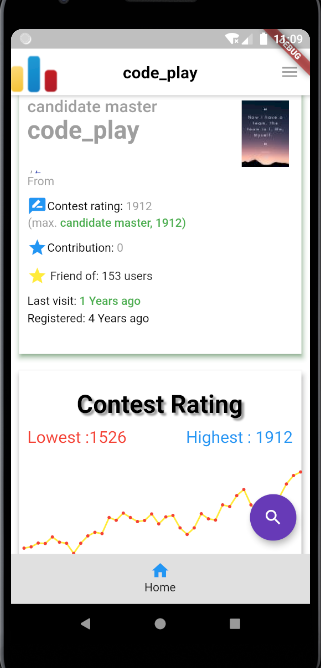 11:09
DEBUG
code_play
candidate master
code_play
From
Contest rating: 1912
(max. candidate master, 1912)
Contribution: 0
Friend of: 153 users
Last visit: 1 Years ago
Registered: 4 Years ago
Contest Rating
Lowest :1526
Highest : 1912
Home